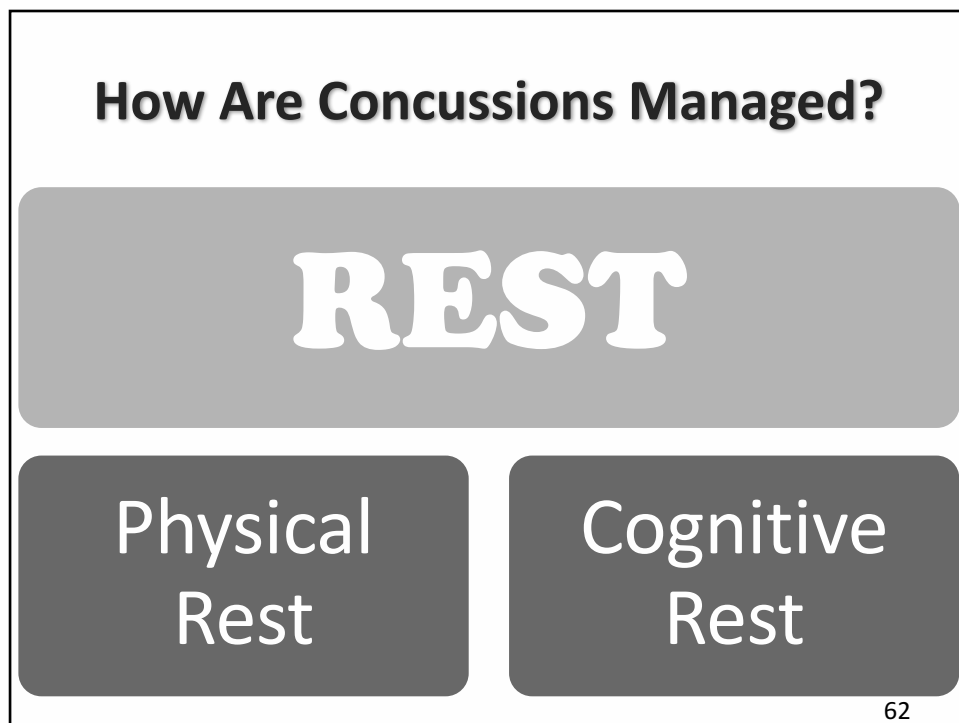 How Are Concussions Managed?
REST
Physical
Rest
Cognitive
Rest
62